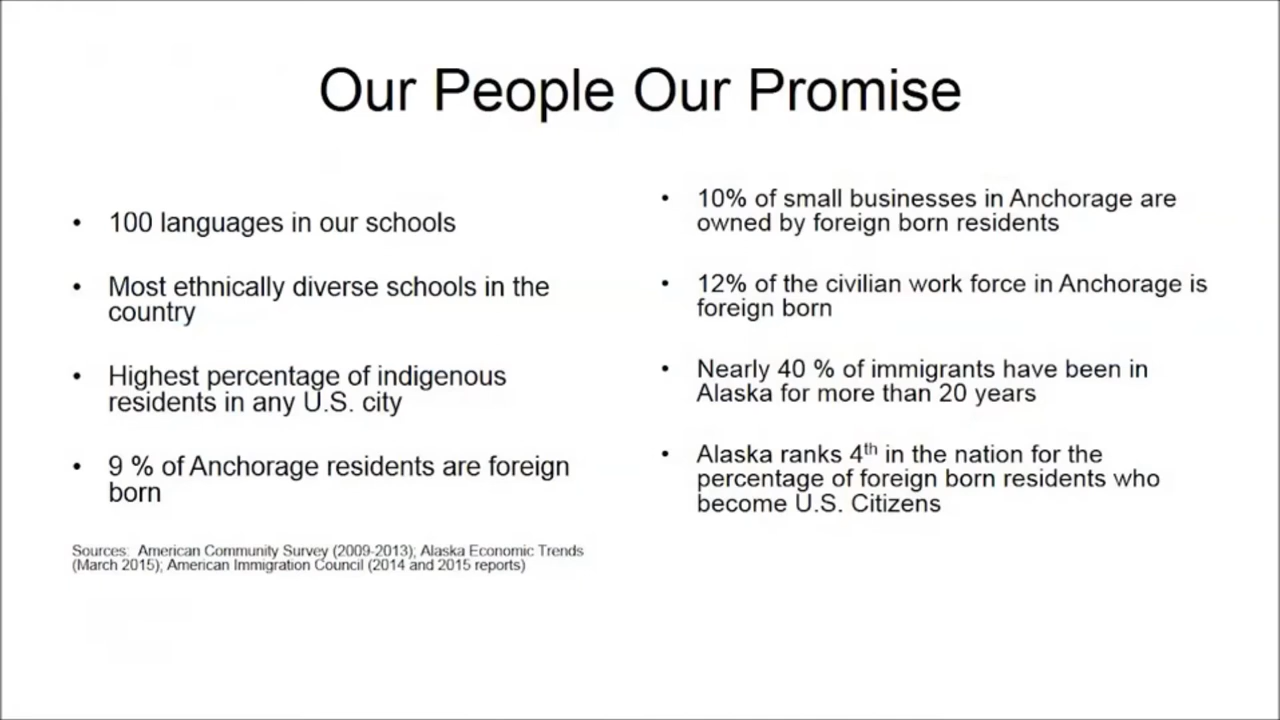 Our People Our Promise
• 100 languages in our schools
• Most ethnically diverse schools in the
country
• Highest percentage of indigenous
residents in any U.S. city
• 9 % of Anchorage residents are foreign
born
Sources: American Community Survey (2009-2013); Alaska Economic Trends
(March 2015); American Immigration Council (2014 and 2015 reports)
• 10% of small businesses in Anchorage are
owned by foreign born residents
• 12% of the civilian work force in Anchorage is
foreign born
• Nearly 40 % of immigrants have been in
Alaska for more than 20 years
• Alaska ranks 4th in the nation for the
percentage of foreign born residents who
become U.S. Citizens